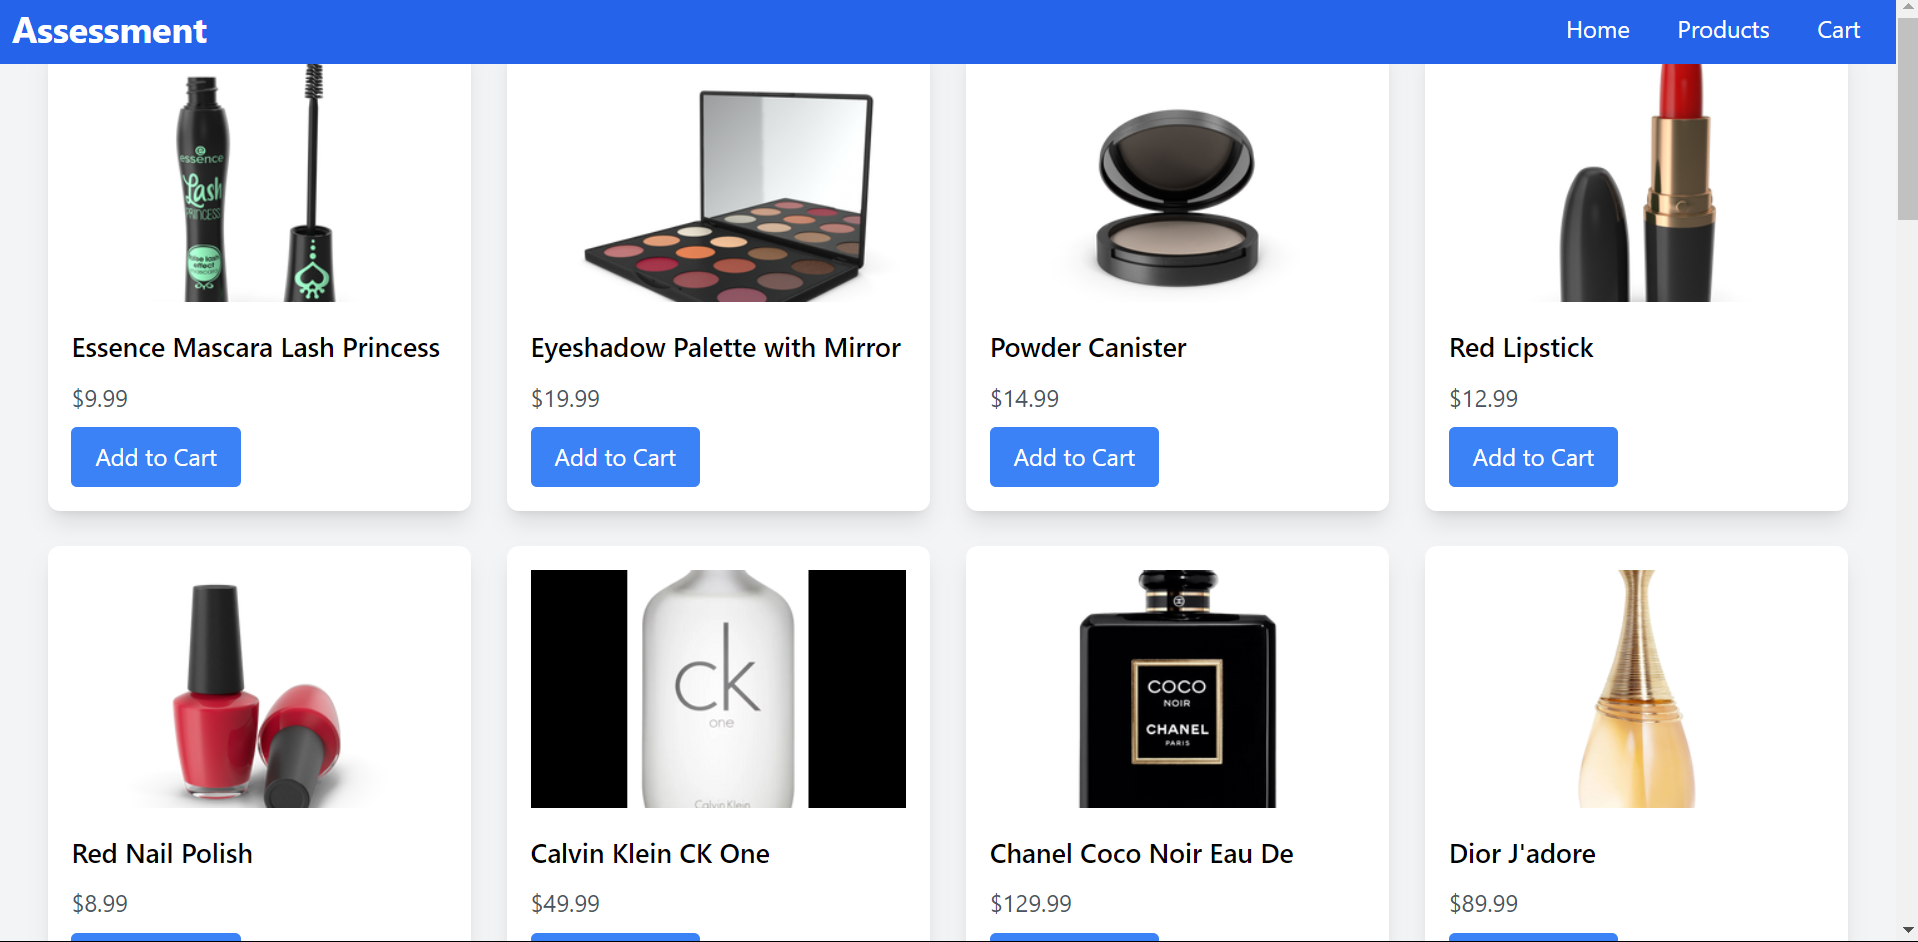 Assessment
Home Products Cart
essence
Lash
PRINCESS
false lash
effect
Essence Mascara Lash Princess
Eyeshadow Palette with Mirror
Powder Canister
Red Lipstick
$9.99
$19.99
$14.99
$12.99
Add to Cart
Add to Cart
Add to Cart
Add to Cart
ck
one
Calvin Klein
COCO
NOIR
CHANEL
PARIS
Red Nail Polish
Calvin Klein CK One
Chanel Coco Noir Eau De
Dior J'adore
$8.99
$49.99
$129.99
$89.99